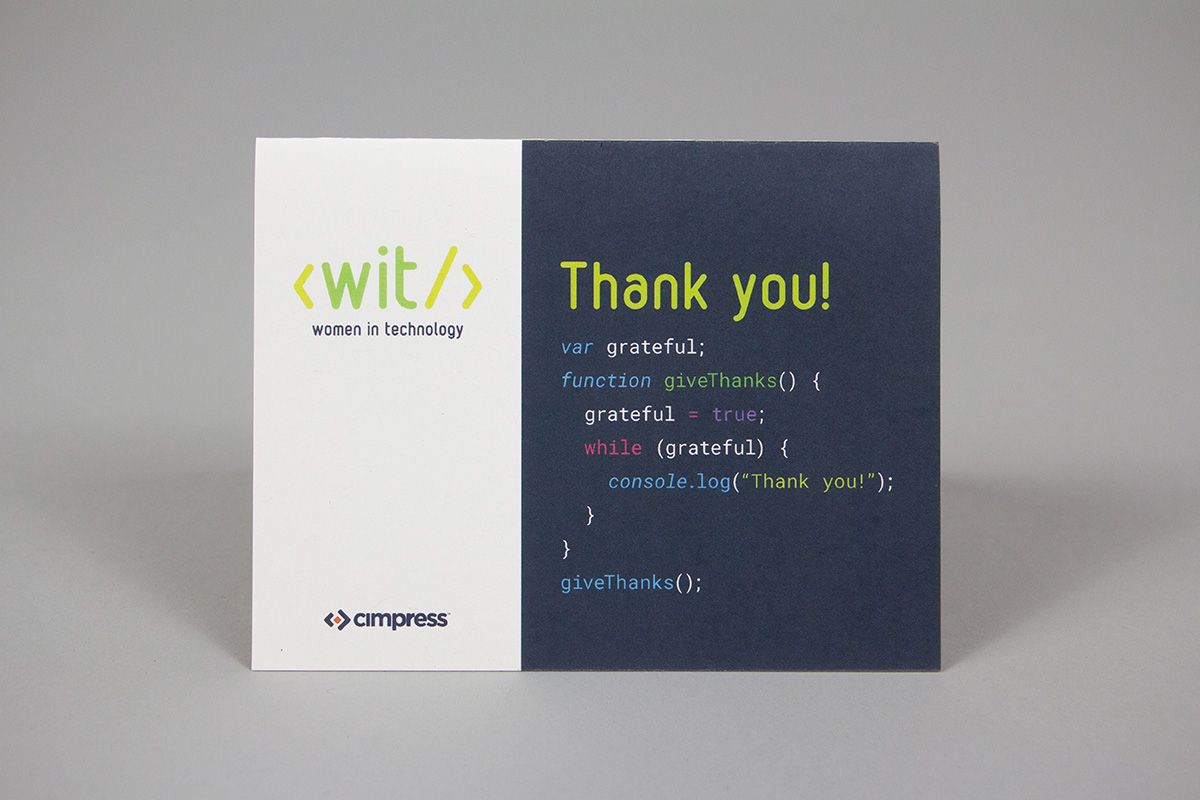 <wit/>
women in technology
cimpress™
Thank you!
var grateful;
function giveThanks() {
  grateful = true;
  while (grateful) {
    console.log(“Thank you!”);
  }
}
giveThanks();